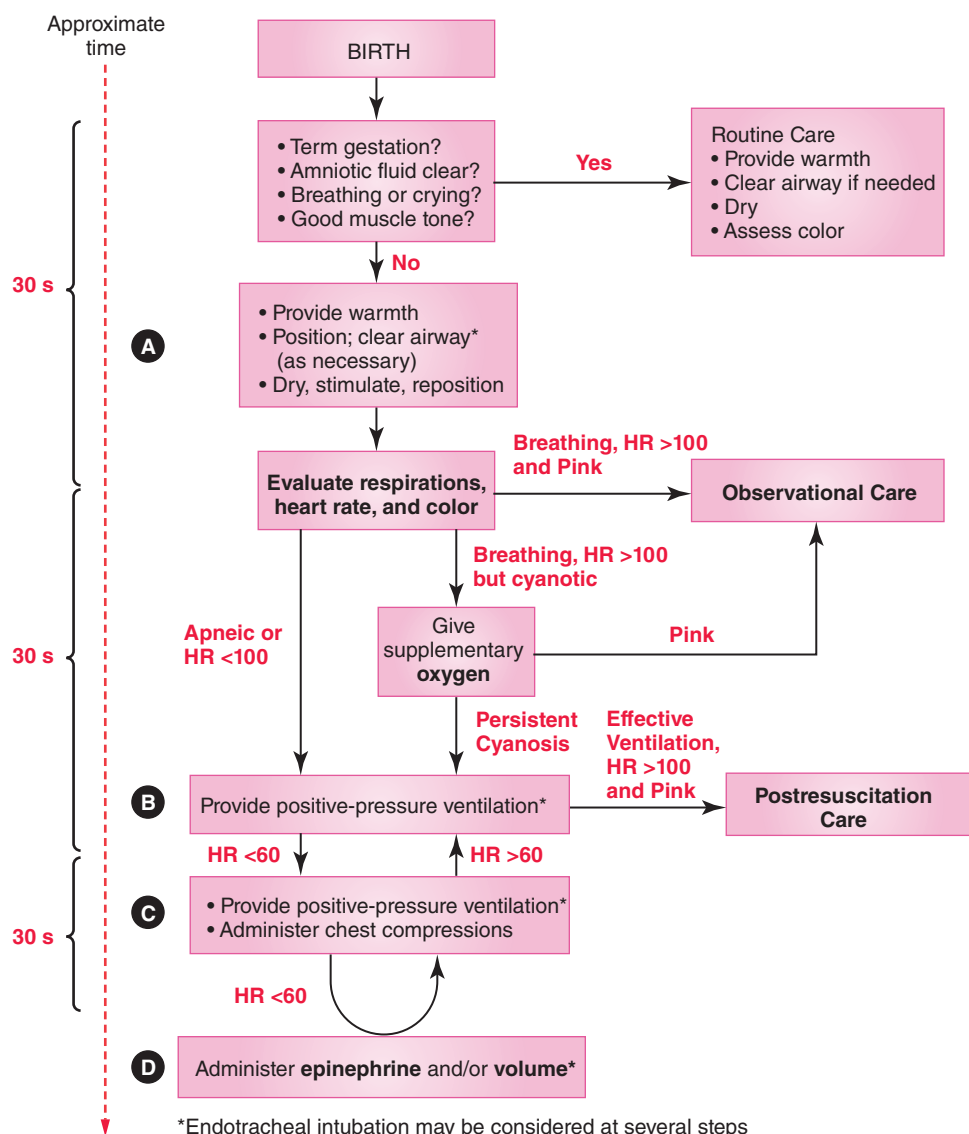 Approximate
time
BIRTH
• Term gestation?
• Amniotic fluid clear?
• Breathing or crying?
• Good muscle tone?
Yes
Routine Care
• Provide warmth
• Clear airway if needed
• Dry
• Assess color
No
30 s
A
• Provide warmth
• Position; clear airway*
(as necessary)
• Dry, stimulate, reposition
Evaluate respirations,
heart rate, and color
Breathing, HR >100
and Pink
Observational Care
Breathing, HR >100
but cyanotic
Apneic or
HR <100
30 s
Give
supplementary
oxygen
Pink
Persistent
Cyanosis
Effective
Ventilation,
HR >100
and Pink
B
Provide positive-pressure ventilation*
Postresuscitation
Care
HR <60
HR >60
C
• Provide positive-pressure ventilation*
• Administer chest compressions
30 s
HR <60
D
Administer epinephrine and/or volume*
*Endotracheal intubation may be considered at several steps